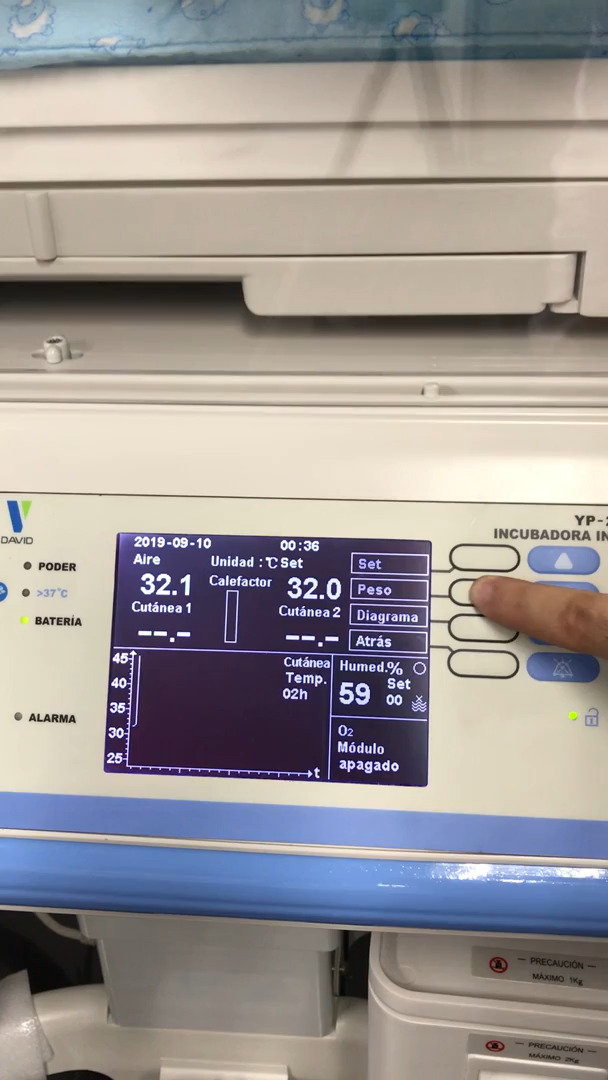 YP-2
INCUBADORA IN
DAVID
PODER
>37°C
BATERÍA
ALARMA
2019-09-10 00:36
Aire Unidad :℃ Set
32.1 Calefactor 32.0
Cutánea 1 Cutánea 2
--.- --.-
Set
Peso
Diagrama
Atrás
45
40
35
30
25
Cutánea
Temp.
02h
t
Humed.%
59 Set
00
O₂
Módulo
apagado
— PRECAUCIÓN —
MÁXIMO 1Kg
— PRECAUCIÓN —
MÁXIMO 2Kg